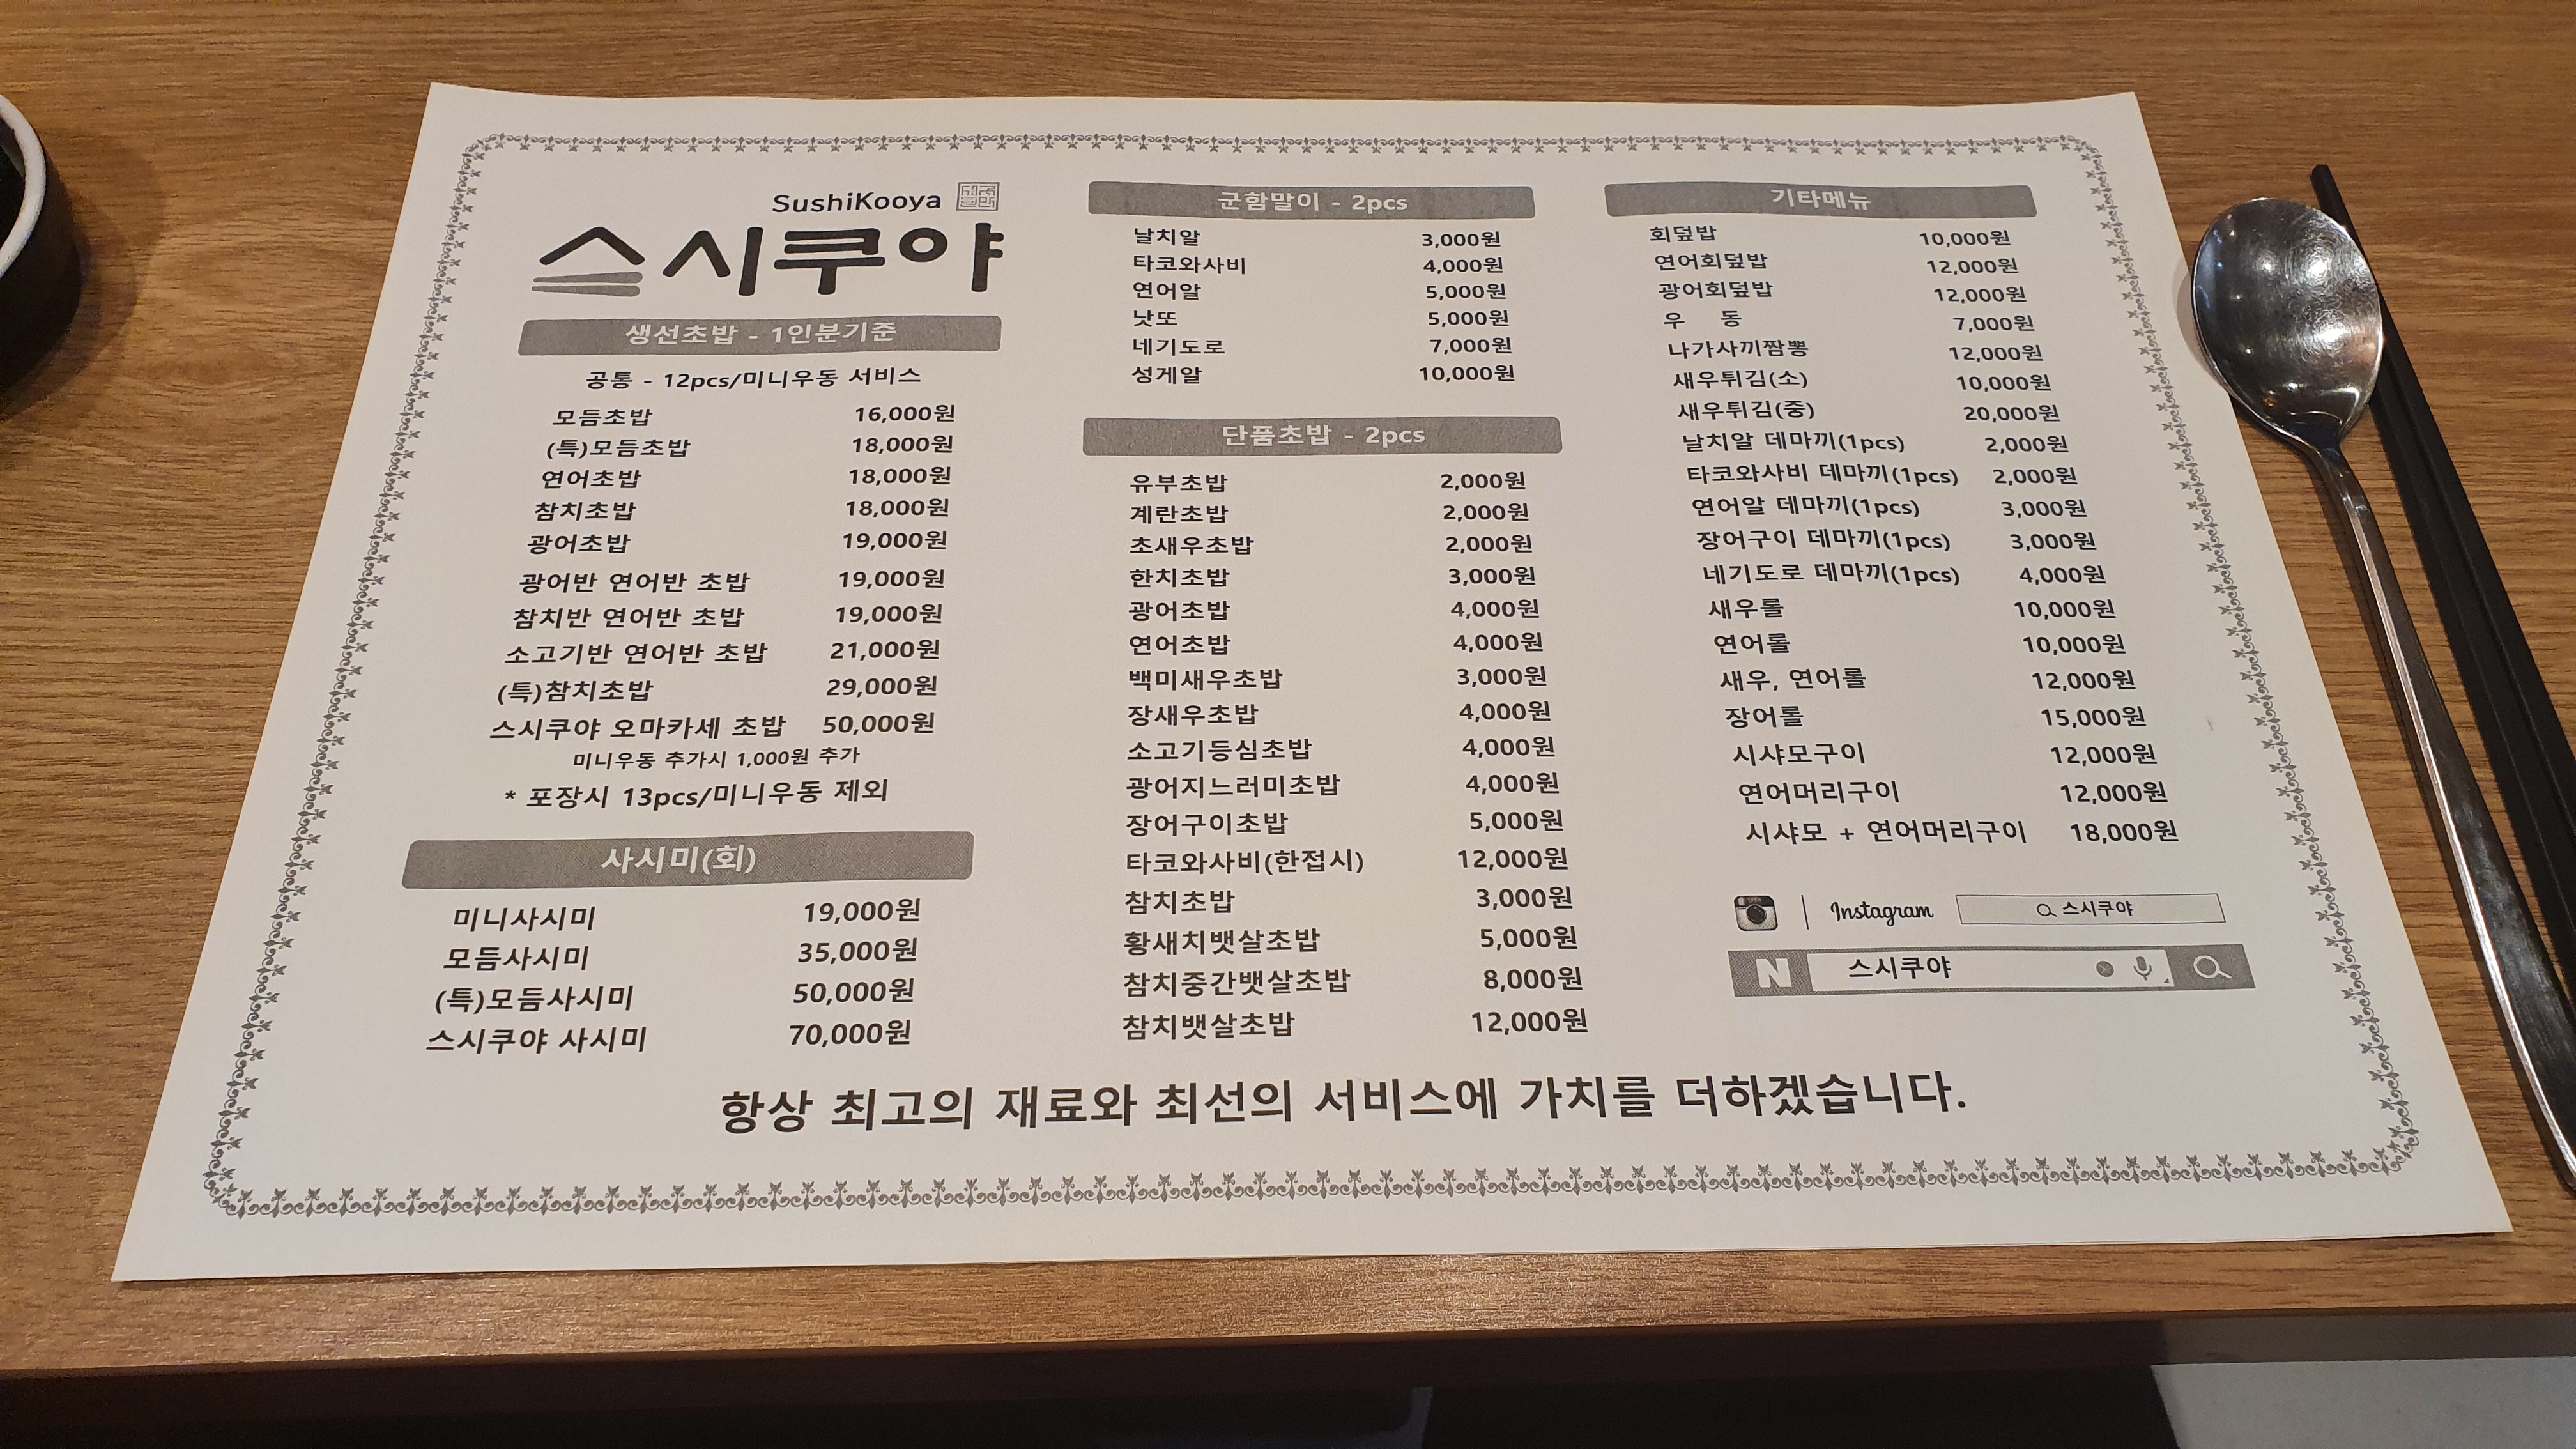 SushiKooya
스시쿠야
생선초밥 - 1인분기준
공통 - 12pcs/미니우동 서비스
모듬초밥 16,000원
(특)모듬초밥 18,000원
연어초밥 18,000원
참치초밥 18,000원
광어초밥 19,000원
광어반 연어반 초밥 19,000원
참치반 연어반 초밥 19,000원
소고기반 연어반 초밥 21,000원
(특)참치초밥 29,000원
스시쿠야 오마카세 초밥 50,000원
미니우동 추가시 1,000원 추가
* 포장시 13pcs/미니우동 제외
사시미(회)
미니사시미 19,000원
모듬사시미 35,000원
(특)모듬사시미 50,000원
스시쿠야 사시미 70,000원
군함말이 - 2pcs
날치알 3,000원
타코와사비 4,000원
연어알 5,000원
낫또 5,000원
네기도로 7,000원
성게알 10,000원
단품초밥 - 2pcs
유부초밥 2,000원
계란초밥 2,000원
초새우초밥 2,000원
한치초밥 3,000원
광어초밥 4,000원
연어초밥 4,000원
백미새우초밥 3,000원
장새우초밥 4,000원
소고기등심초밥 4,000원
광어지느러미초밥 4,000원
장어구이초밥 5,000원
타코와사비(한접시) 12,000원
참치초밥 3,000원
황새치뱃살초밥 5,000원
참치중간뱃살초밥 8,000원
참치뱃살초밥 12,000원
기타메뉴
회덮밥 10,000원
연어회덮밥 12,000원
광어회덮밥 12,000원
우 동 7,000원
나가사끼짬뽕 12,000원
새우튀김(소) 10,000원
새우튀김(중) 20,000원
날치알 데마끼(1pcs) 2,000원
타코와사비 데마끼(1pcs) 2,000원
연어알 데마끼(1pcs) 3,000원
장어구이 데마끼(1pcs) 3,000원
네기도로 데마끼(1pcs) 4,000원
새우롤 10,000원
연어롤 10,000원
새우, 연어롤 12,000원
장어롤 15,000원
시샤모구이 12,000원
연어머리구이 12,000원
시샤모 + 연어머리구이 18,000원
Instagram 스시쿠야
N 스시쿠야
항상 최고의 재료와 최선의 서비스에 가치를 더하겠습니다.